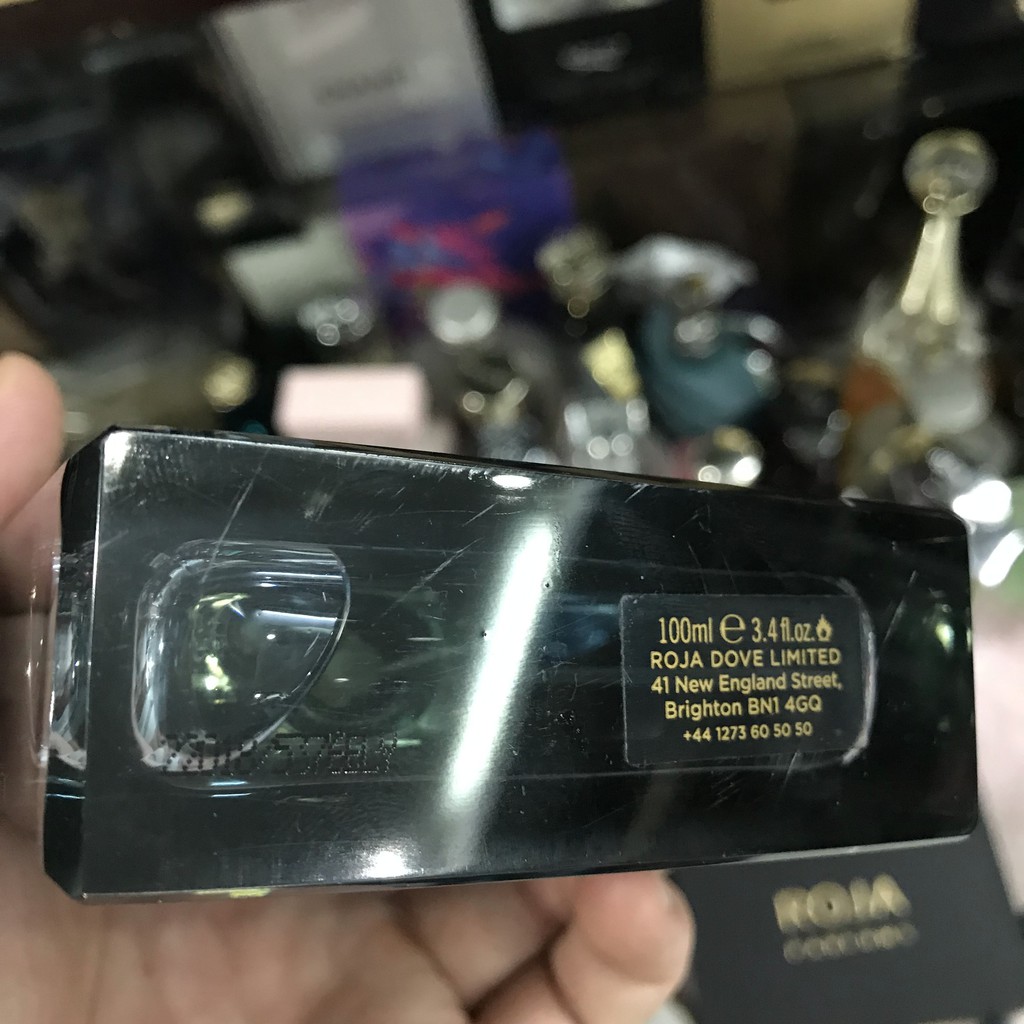 100ml ℮ 3.4 fl.oz.
ROJA DOVE LIMITED
41 New England Street,
Brighton BN1 4GQ
+44 1273 60 50 50
ROJA